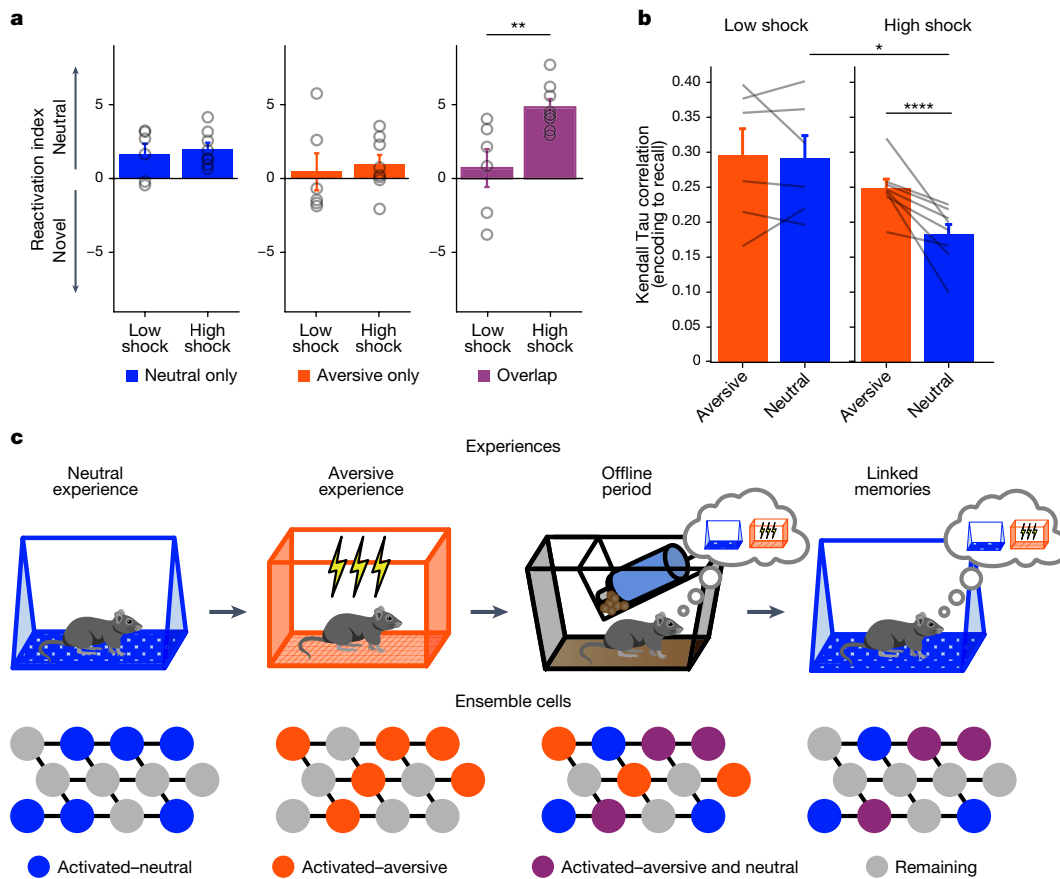 a
Reactivation index
Novel
Neutral
5
0
−5
Low
shock
High
shock
Neutral only
5
0
−5
Low
shock
High
shock
Aversive only
**
5
0
−5
Low
shock
High
shock
Overlap
b
Low shock
High shock
*
****
Kendall Tau correlation
(encoding to recall)
0.40
0.35
0.30
0.25
0.20
0.15
0.10
0.05
0
Aversive
Neutral
Aversive
Neutral
c
Experiences
Neutral
experience
Aversive
experience
Offline
period
Linked
memories
Ensemble cells
Activated–neutral
Activated–aversive
Activated–aversive and neutral
Remaining